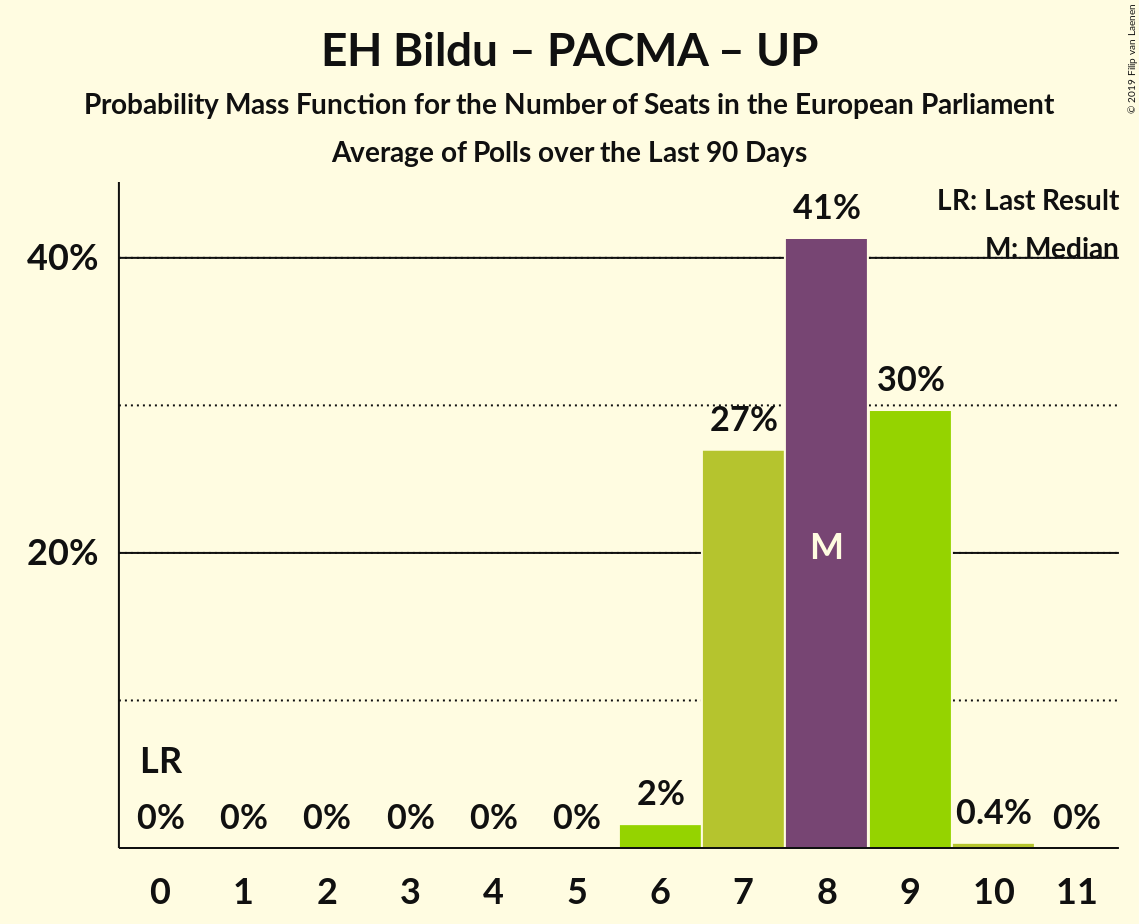 EH Bildu – PACMA – UP
Probability Mass Function for the Number of Seats in the European Parliament
Average of Polls over the Last 90 Days
© 2019 Filip van Laenen
LR: Last Result
M: Median
40%
20%
LR
0%
0%
0%
0%
0%
0%
2%
27%
41%
M
30%
0.4%
0%
0 1 2 3 4 5 6 7 8 9 10 11